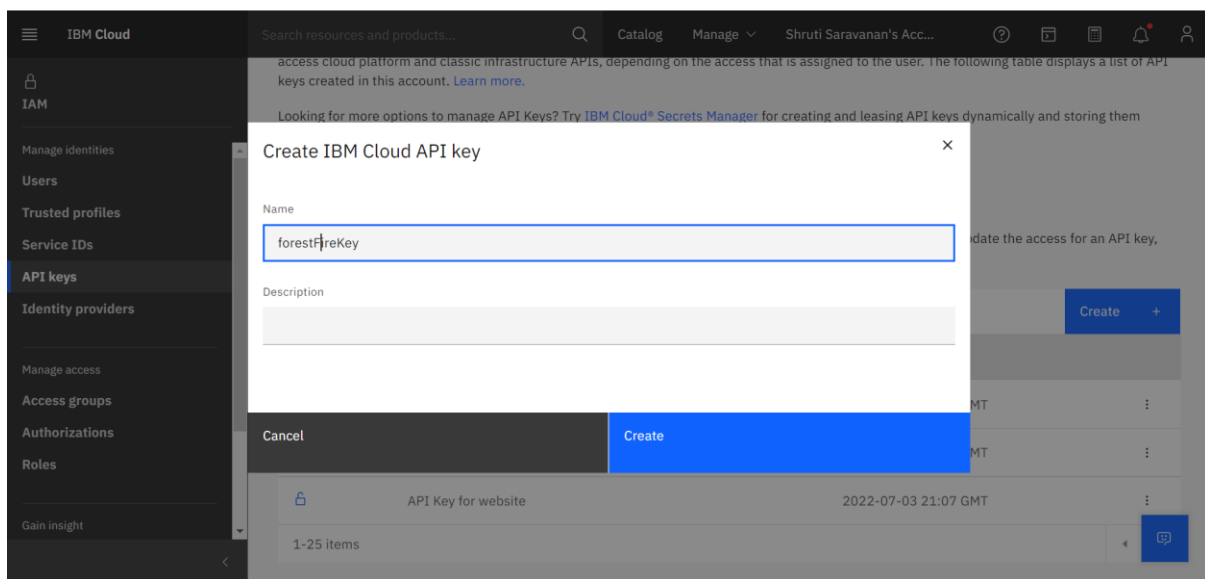 IBM Cloud
Search resources and products...
Catalog
Manage
Shruti Saravanan's Acc...
IAM
Manage identities
Users
Trusted profiles
Service IDs
API keys
Identity providers
Manage access
Access groups
Authorizations
Roles
Gain insight
access cloud platform and classic infrastructure APIs, depending on the access that is assigned to the user. The following table displays a list of API
keys created in this account. Learn more.
Looking for more options to manage API Keys? Try IBM Cloud® Secrets Manager for creating and leasing API keys dynamically and storing them
Create IBM Cloud API key
Name
forestFireKey
Description
Cancel
Create
date the access for an API key,
Create +
MT
MT
API Key for website 2022-07-03 21:07 GMT
1-25 items